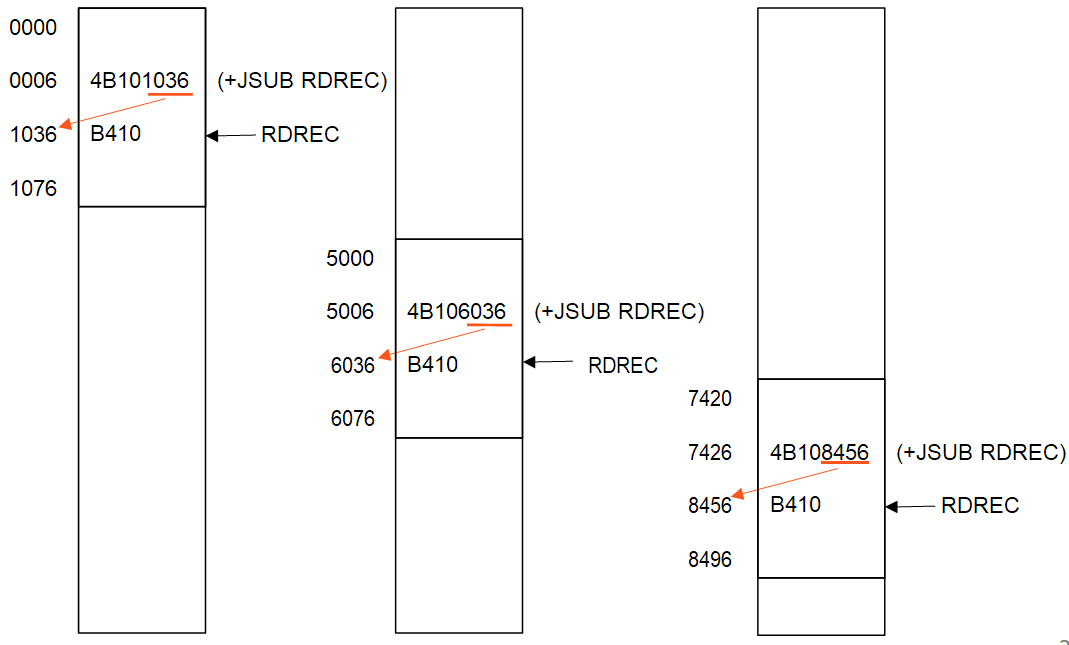 0000
0006 4B101036 (+JSUB RDREC)
1036 B410 RDREC
1076
5000
5006 4B106036 (+JSUB RDREC)
6036 B410 RDREC
6076
7420
7426 4B108456 (+JSUB RDREC)
8456 B410 RDREC
8496